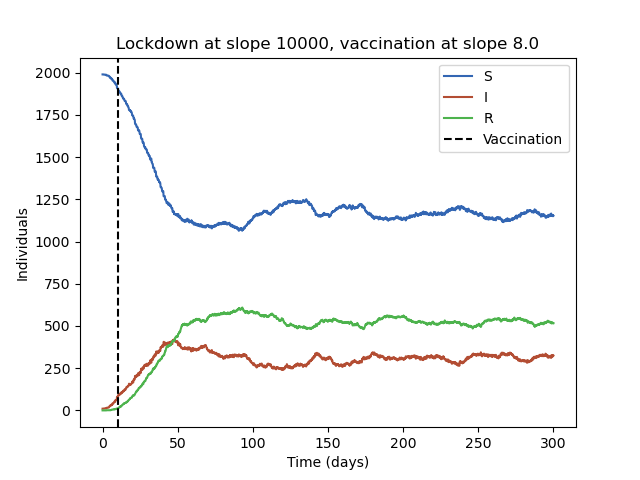 Lockdown at slope 10000, vaccination at slope 8.0
2000
1750
1500
1250
1000
750
500
250
0
Individuals
S
I
R
Vaccination
0
50
100
150
200
250
300
Time (days)